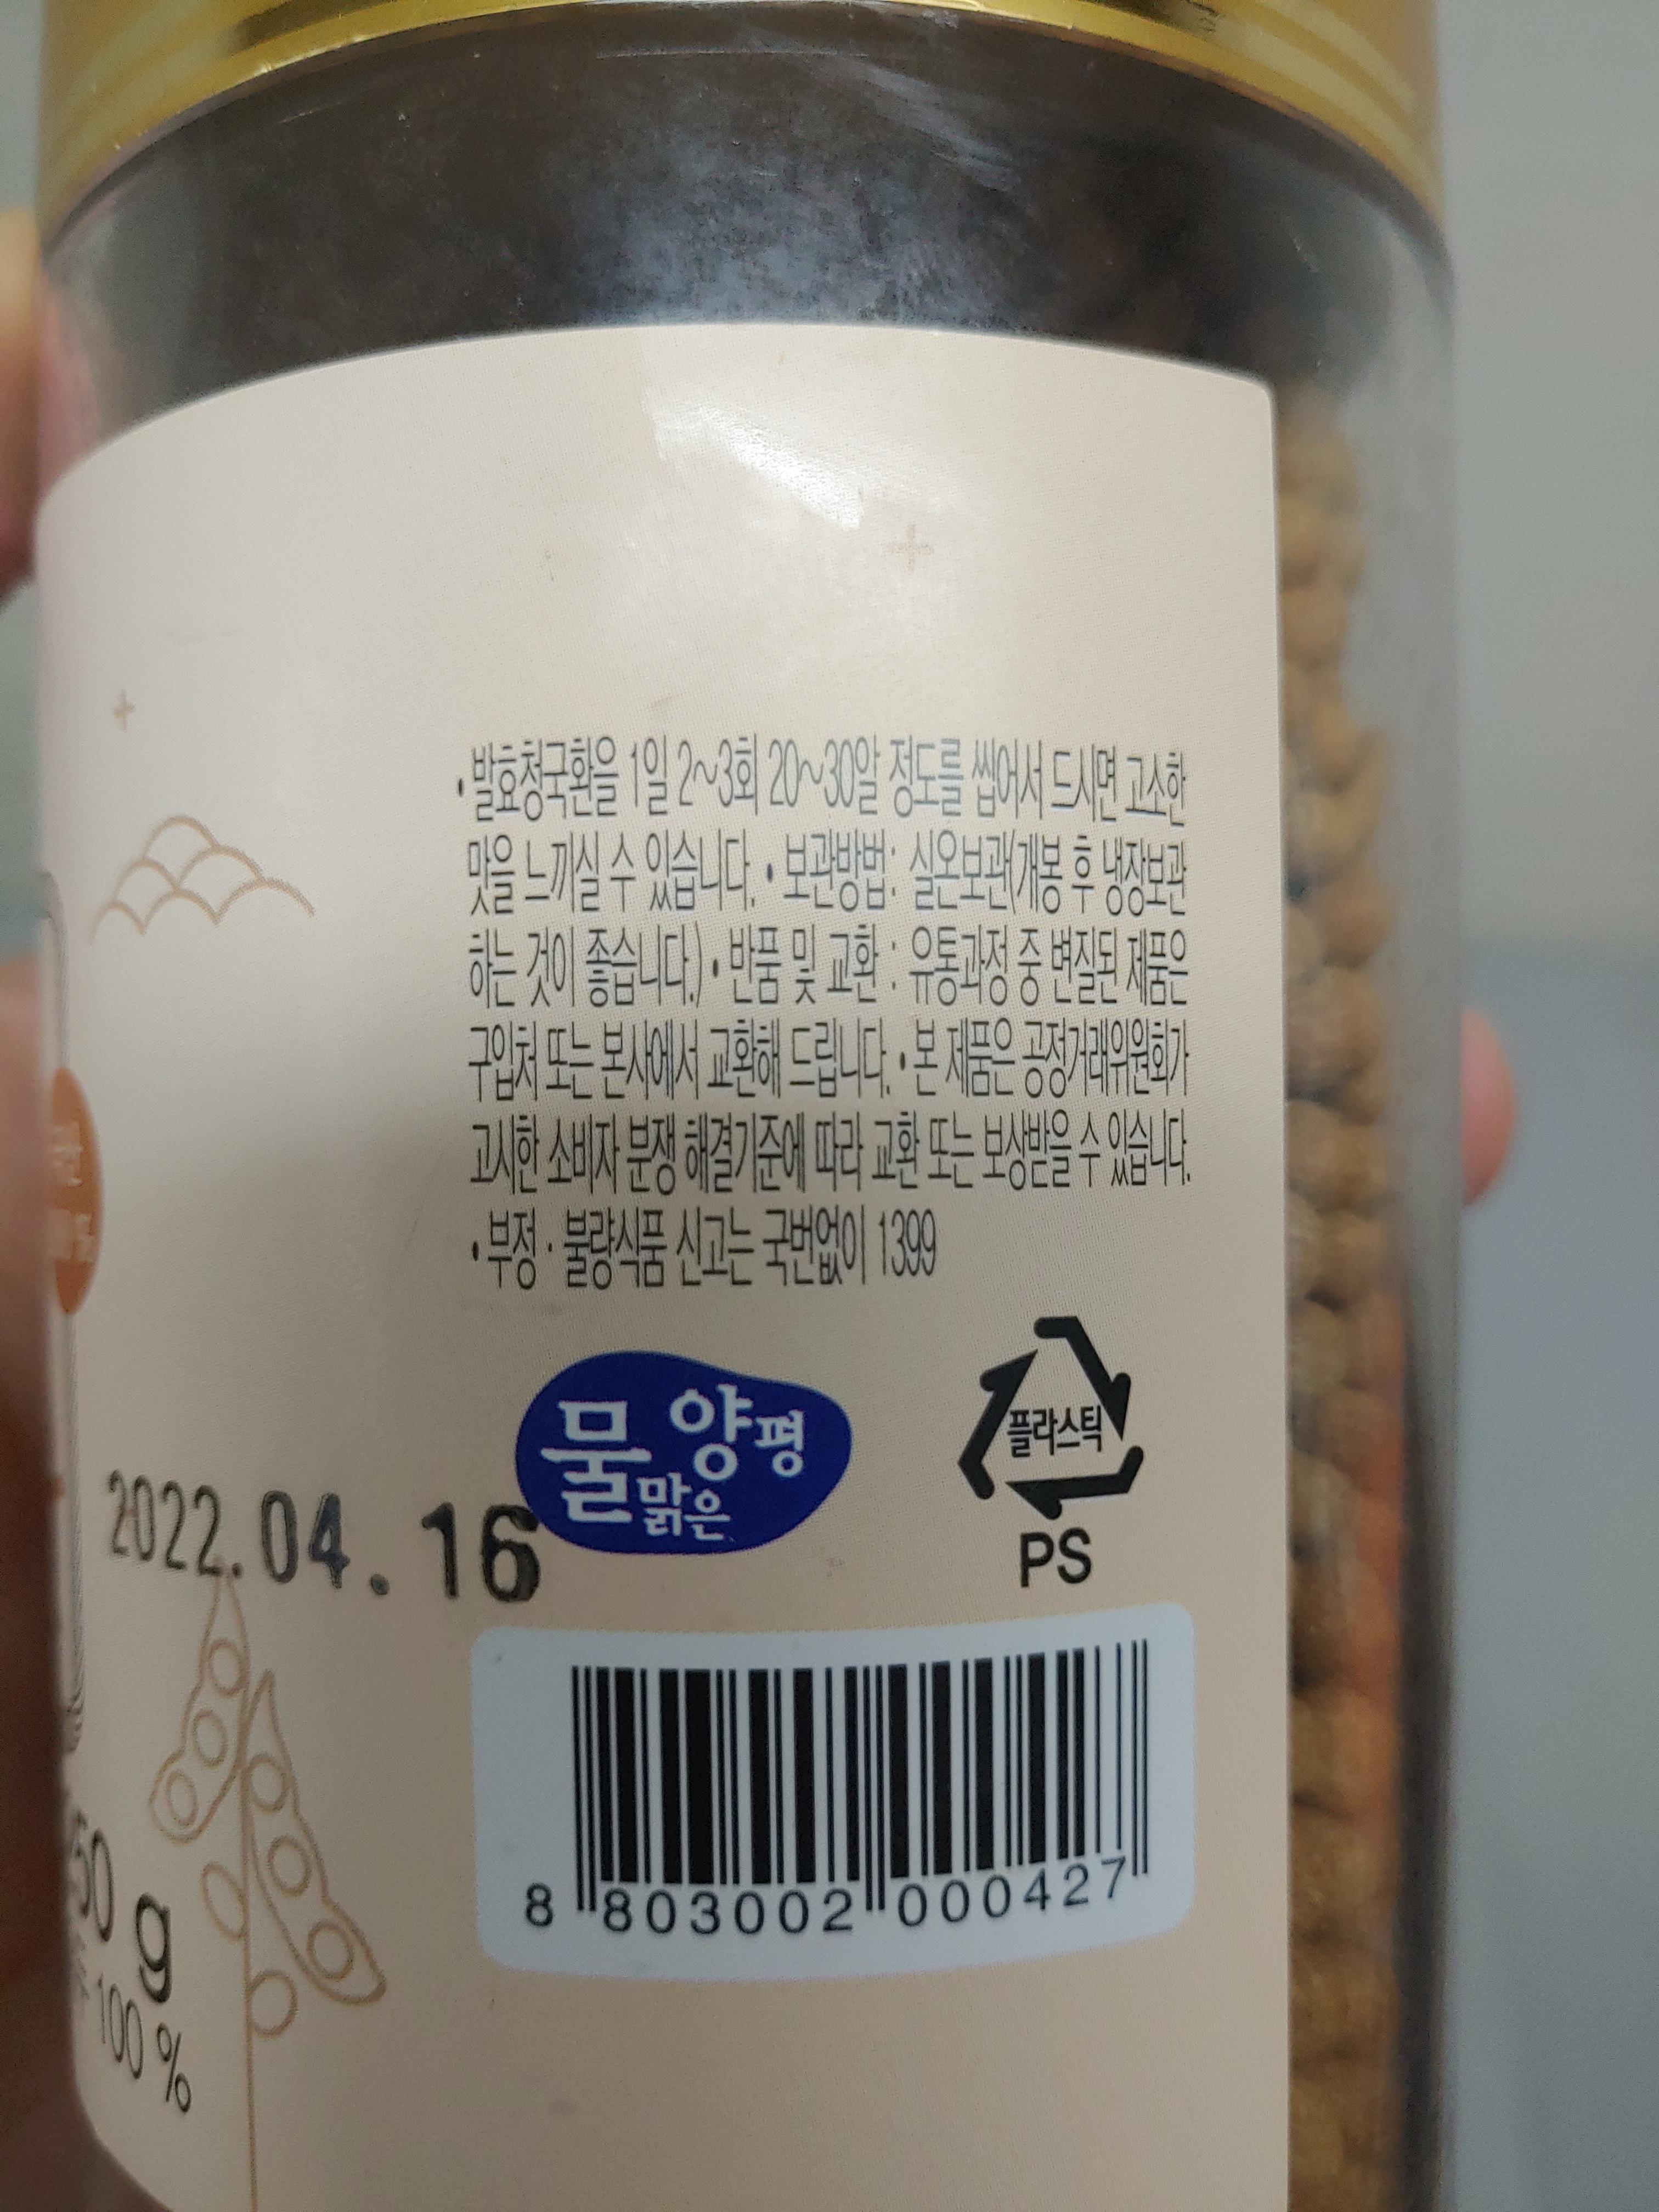 • 발효청국환을 1일 2~3회 20~30알 정도를 씹어서 드시면 고소한
맛을 느끼실 수 있습니다. • 보관방법: 실온보관(개봉 후 냉장보관
하는 것이 좋습니다.) • 반품 및 교환 : 유통과정 중 변질된 제품은
구입처 또는 본사에서 교환해 드립니다. • 본 제품은 공정거래위원회가
고시한 소비자 분쟁 해결기준에 따라 교환 또는 보상받을 수 있습니다.
• 부정 · 불량식품 신고는 국번없이 1399
물 맑은 양평
플라스틱
PS
2022.04.16
8 803002 000427
50 g
100 %